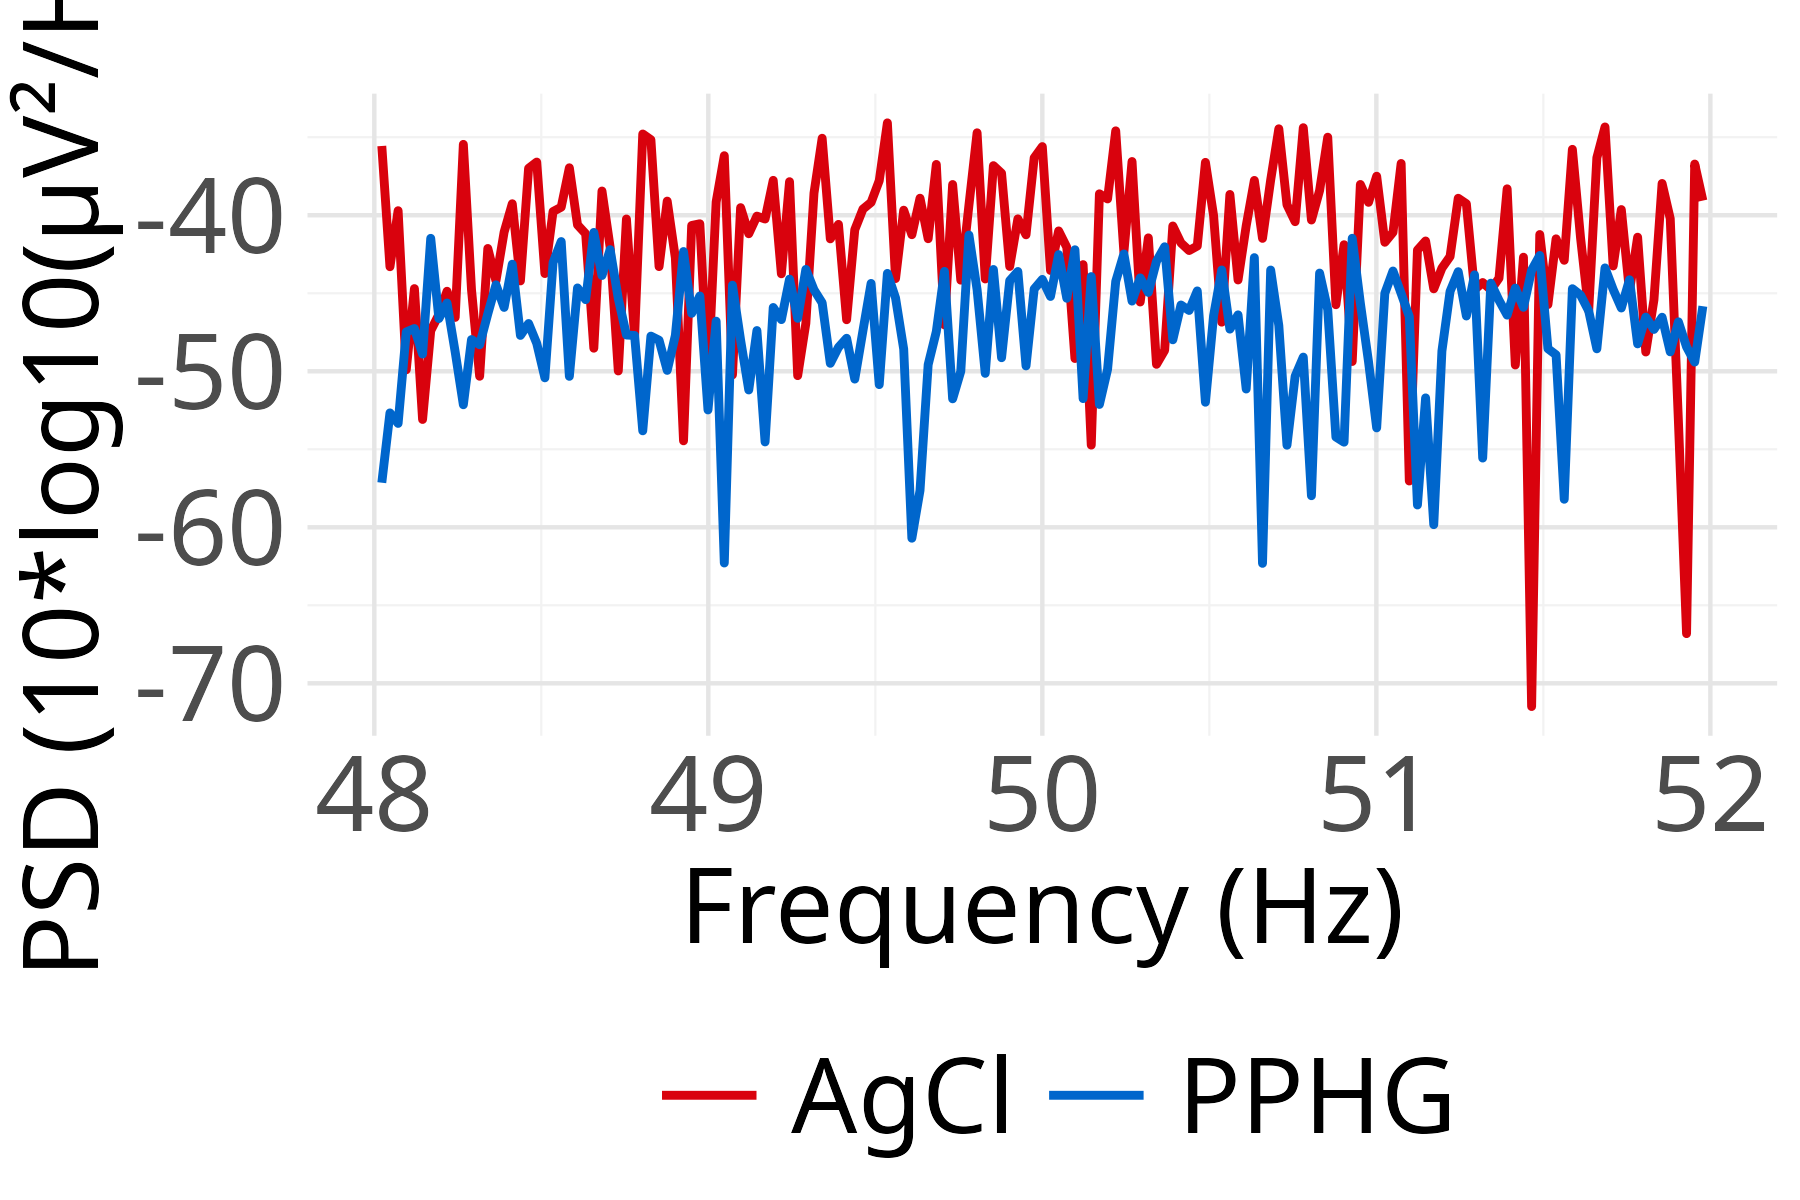 PSD (10*log10(μV²/H
-40
-50
-60
-70
48 49 50 51 52
Frequency (Hz)
AgCl PPHG